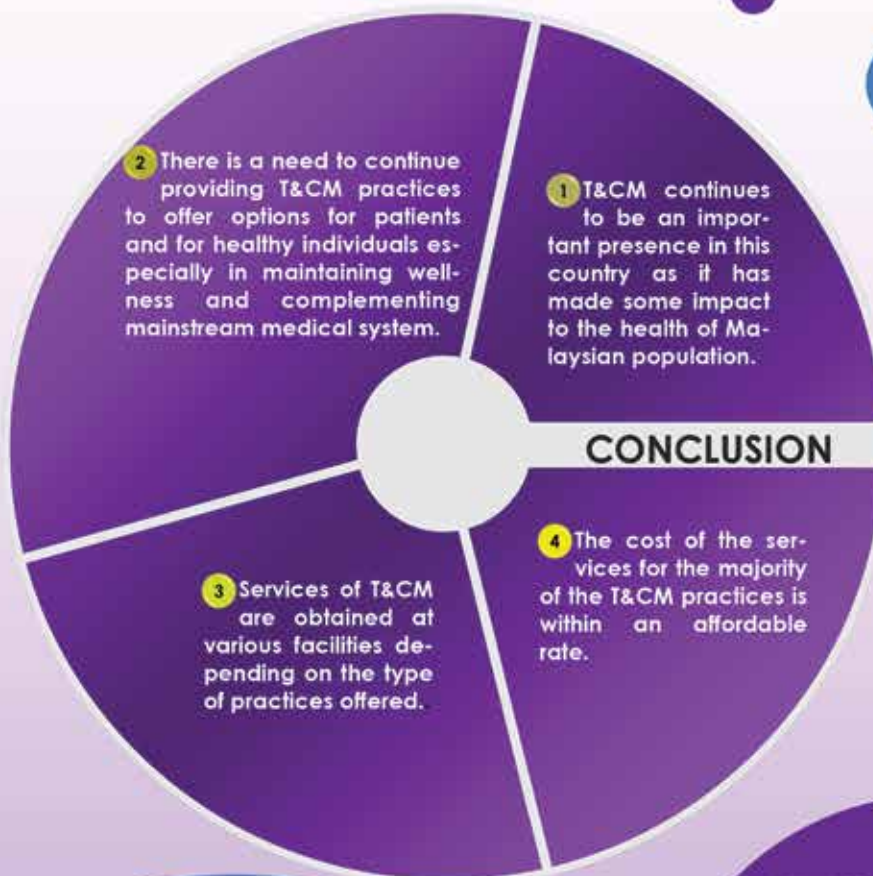 1 T&CM continues
to be an impor-
tant presence in this
country as it has
made some impact
to the health of Ma-
laysian population.
2 There is a need to continue
providing T&CM practices
to offer options for patients
and for healthy individuals es-
pecially in maintaining well-
ness and complementing
mainstream medical system.
CONCLUSION
3 Services of T&CM
are obtained at
various facilities de-
pending on the type
of practices offered.
4 The cost of the ser-
vices for the majority
of the T&CM practices is
within an affordable
rate.